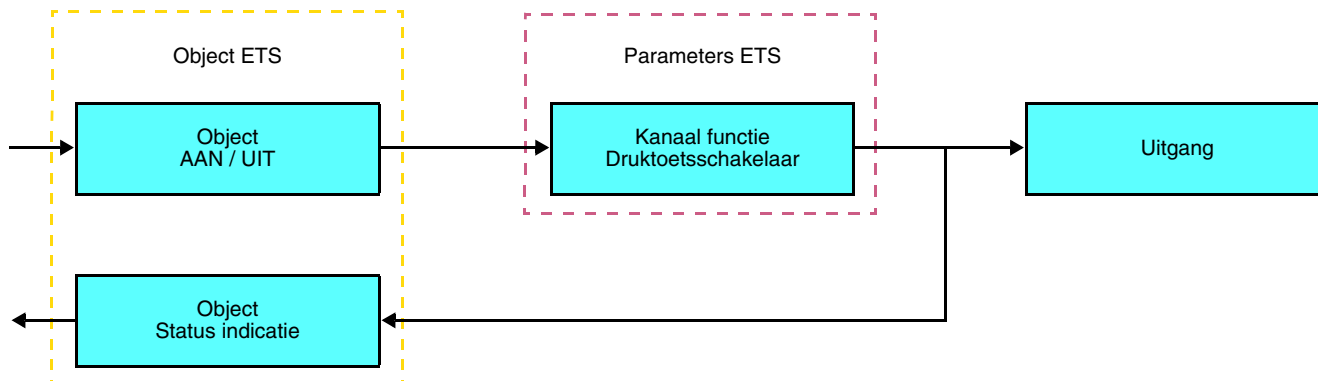 Object ETS
Parameters ETS
Object
AAN / UIT
Kanaal functie
Druktoetsschakelaar
Uitgang
Object
Status indicatie